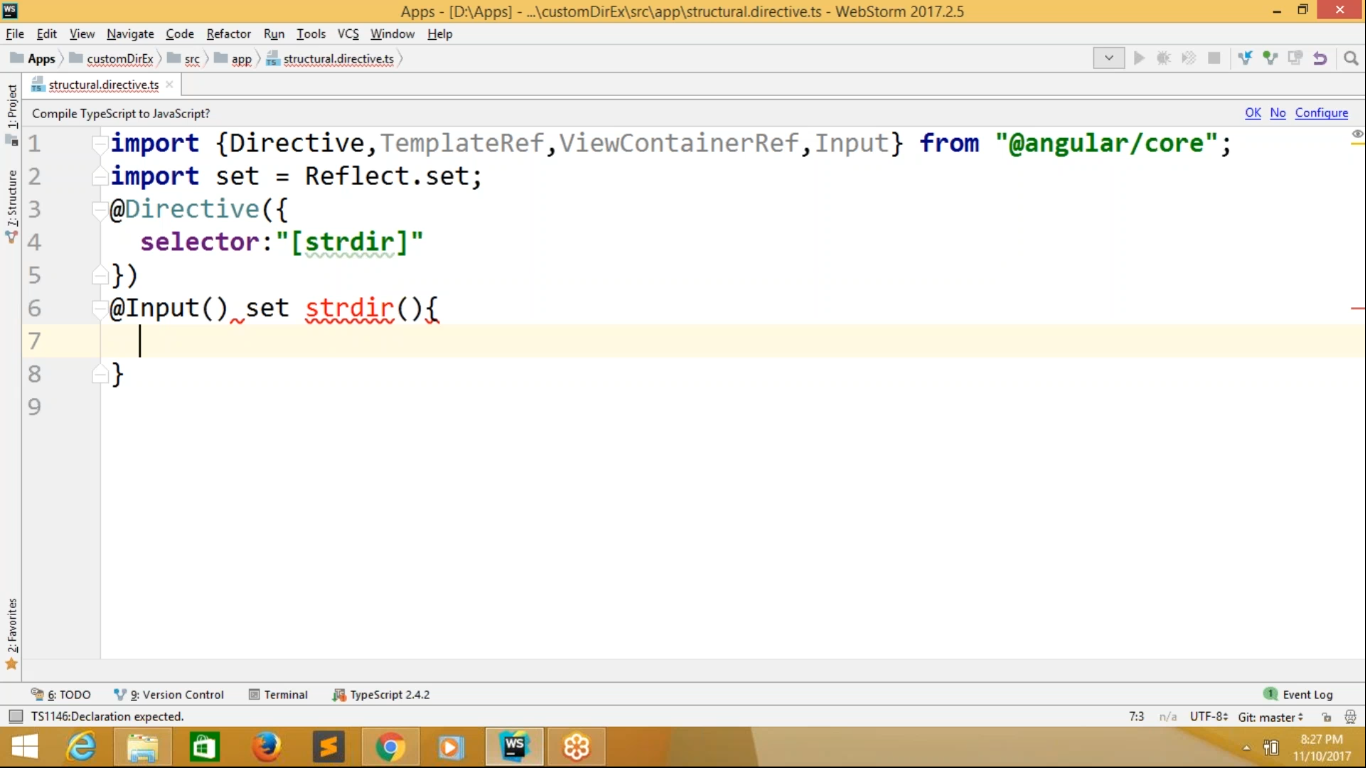 WS Apps - [D:\Apps] - ...\customDirEx\src\app\structural.directive.ts - WebStorm 2017.2.5
File Edit View Navigate Code Refactor Run Tools VCS Window Help
Apps customDirEx src app structural.directive.ts
structural.directive.ts
1: Project
7: Structure
2: Favorites
Compile TypeScript to JavaScript? OK No Configure
1 import {Directive,TemplateRef,ViewContainerRef,Input} from "@angular/core";
2 import set = Reflect.set;
3 @Directive({
4 selector:"[strdir]"
5 })
6 @Input() set strdir(){
7
8 }
9
6: TODO 9: Version Control Terminal TypeScript 2.4.2 1 Event Log
TS1146:Declaration expected. 7:3 n/a UTF-8 Git: master
WS 8:27 PM
11/10/2017